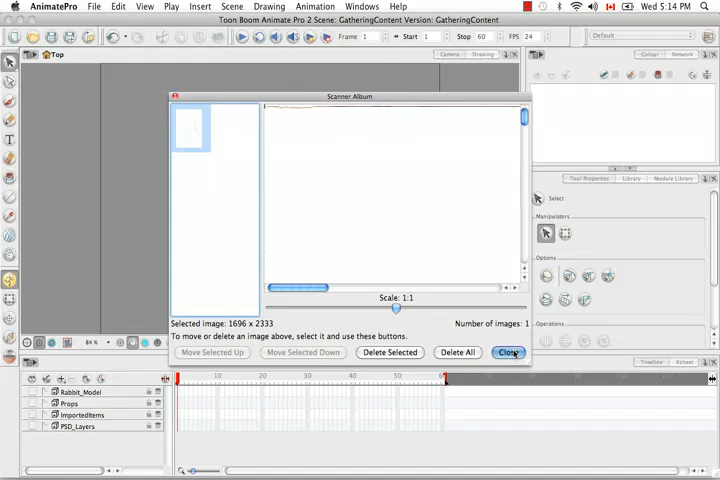 AnimatePro File Edit View Play Insert Scene Drawing Animation Windows Help Wed 5:14 PM
Toon Boom Animate Pro 2 Scene: GatheringContent Version: GatheringContent
Frame 1 Start 1 Stop 60 FPS 24 Default
Top Camera Drawing Colour Network
Scanner Album
Tool Properties Library Module Library
Select
Manipulators
Options
Scale: 1:1
Selected image: 1696 x 2333 Number of images: 1
Operations
To move or delete an image above, select it and use these buttons.
84 %
Move Selected Up Move Selected Down Delete Selected Delete All Close
Timeline Xsheet
10 20 30 40 50
Rabbit_Model
Props
ImportedItems
PSD_Layers